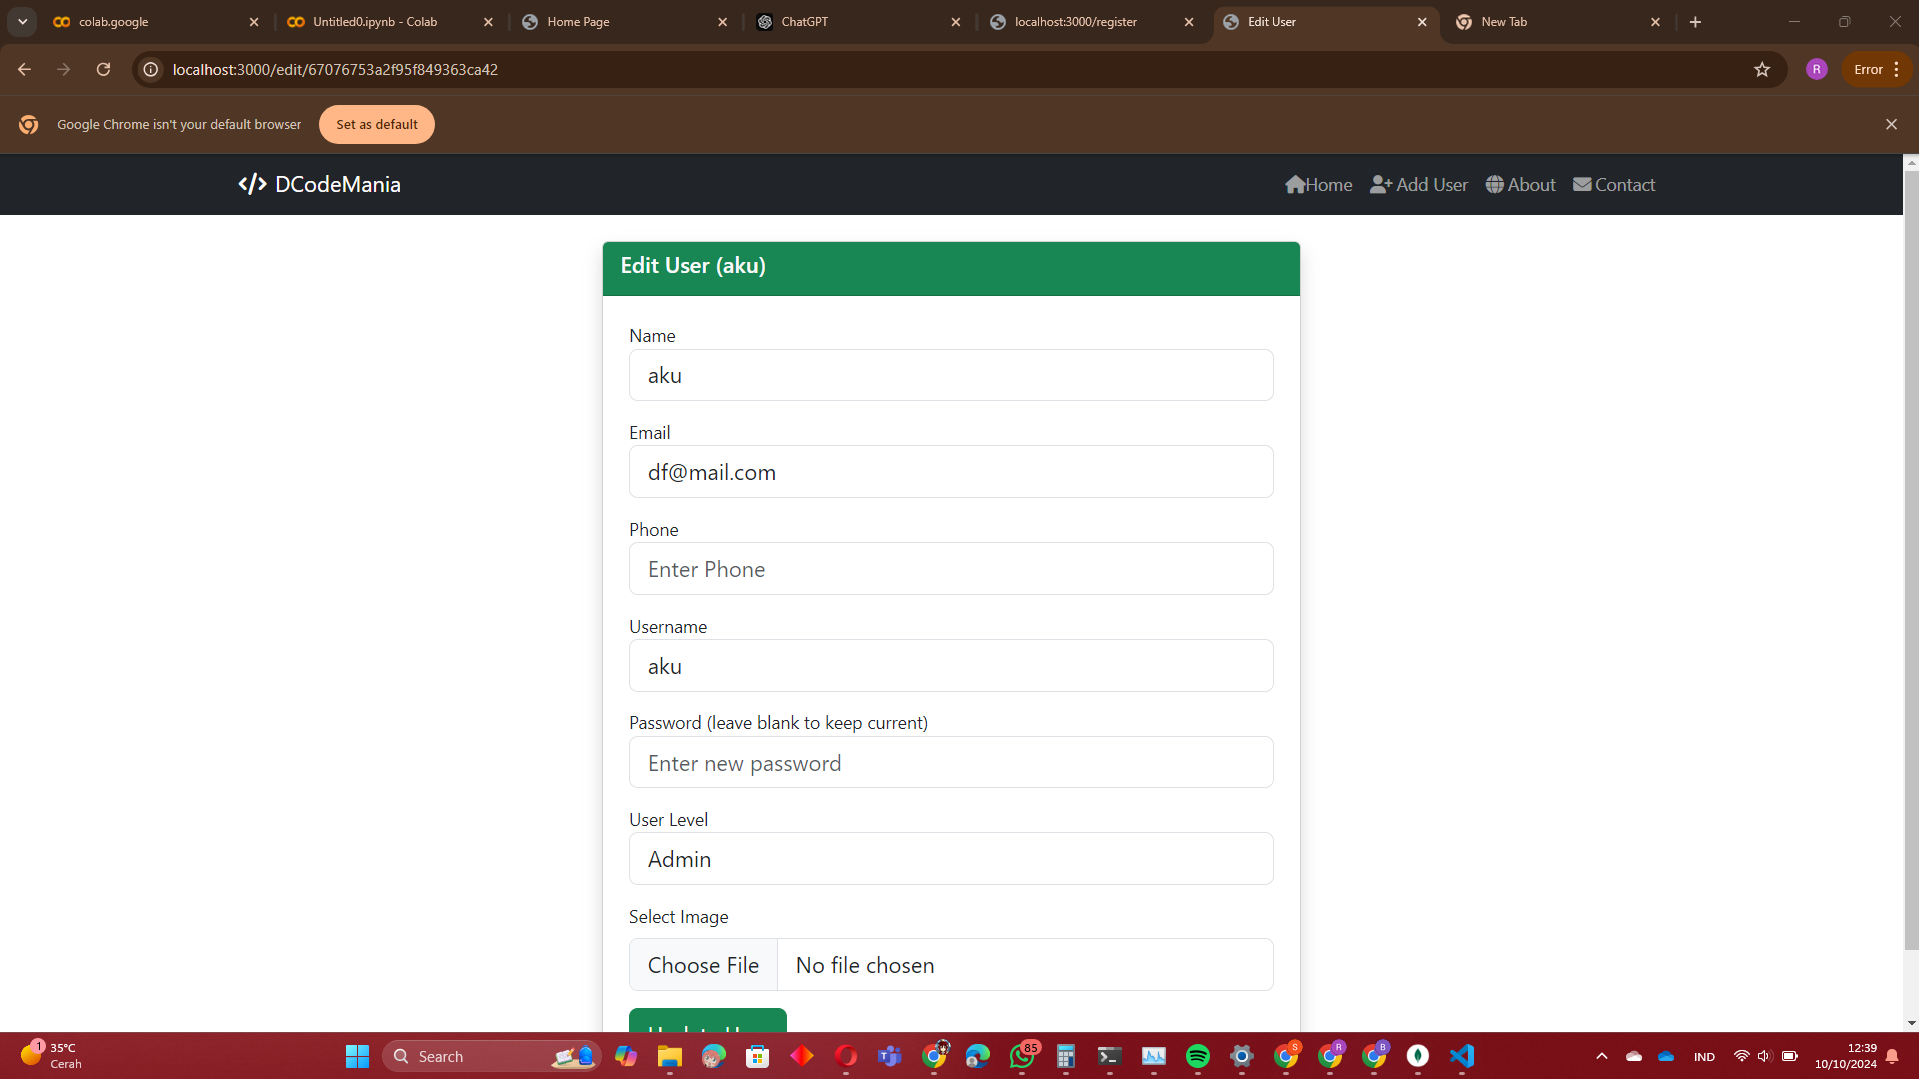 colab.google
Untitled0.ipynb - Colab
Home Page
ChatGPT
localhost:3000/register
Edit User
New Tab
localhost:3000/edit/67076753a2f95f849363ca42
R
Error
Google Chrome isn't your default browser
Set as default
</> DCodeMania
Home
Add User
About
Contact
Edit User (aku)
Name
aku
Email
df@mail.com
Phone
Enter Phone
Username
aku
Password (leave blank to keep current)
Enter new password
User Level
Admin
Select Image
Choose File
No file chosen
1
35°C
Cerah
Search
85
S
R
B
IND
12:39
10/10/2024